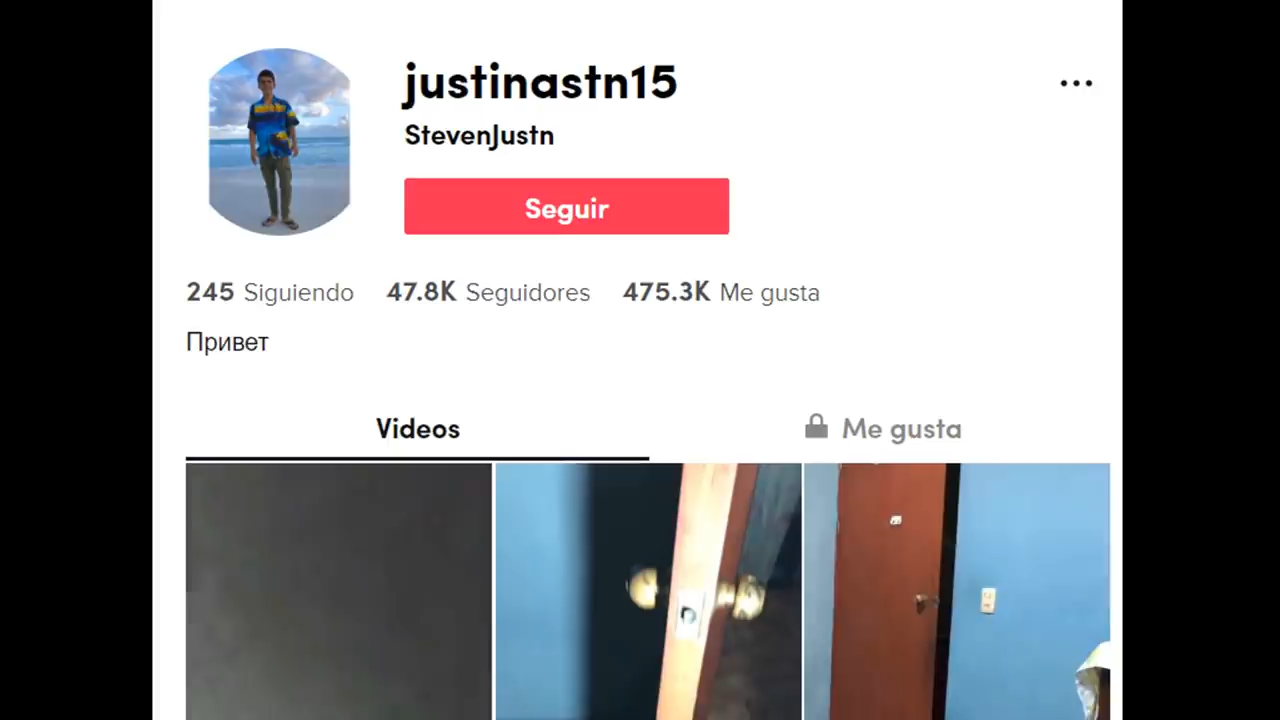 justinastn15
StevenJustn
Seguir
245 Siguiendo 47.8K Seguidores 475.3K Me gusta
Привет
Videos Me gusta